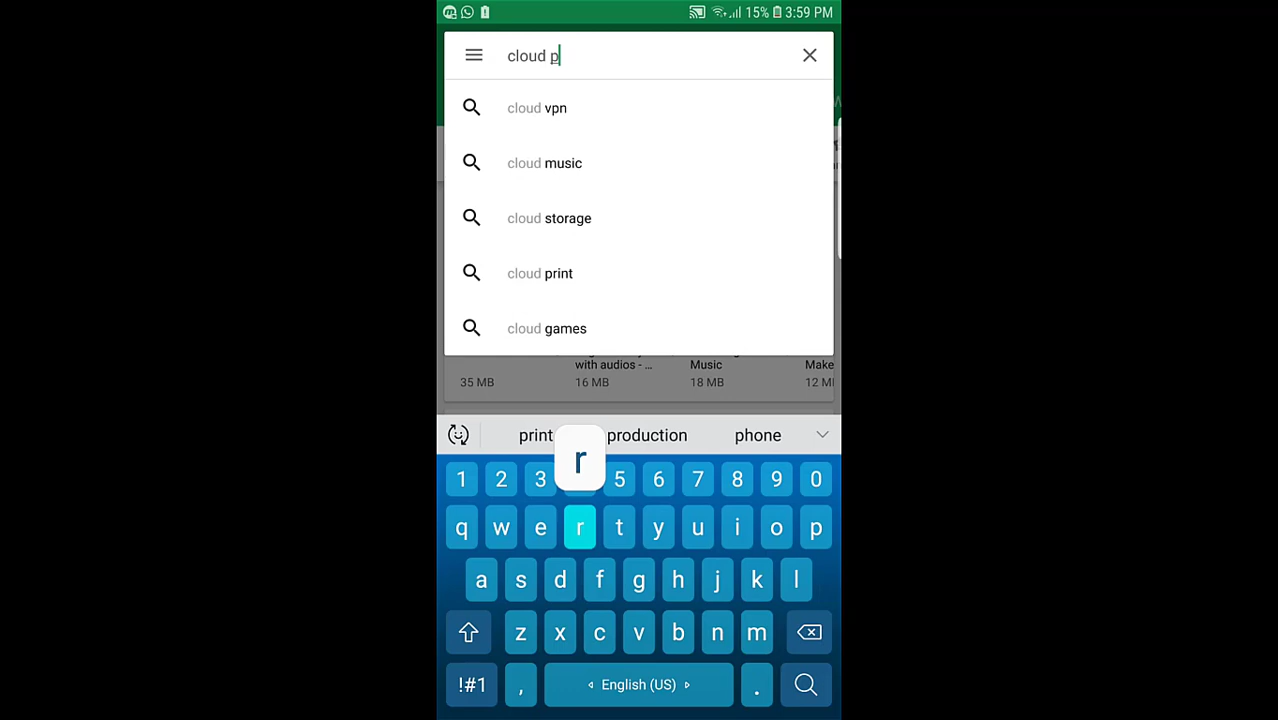 15% 3:59 PM
cloud p
cloud vpn
cloud music
cloud storage
cloud print
cloud games
with audios - ...
Music
Make
35 MB
16 MB
18 MB
12 M
print
production
phone
r
1 2 3 5 6 7 8 9 0
q w e r t y u i o p
a s d f g h j k l
z x c v b n m
!#1 , English (US) .